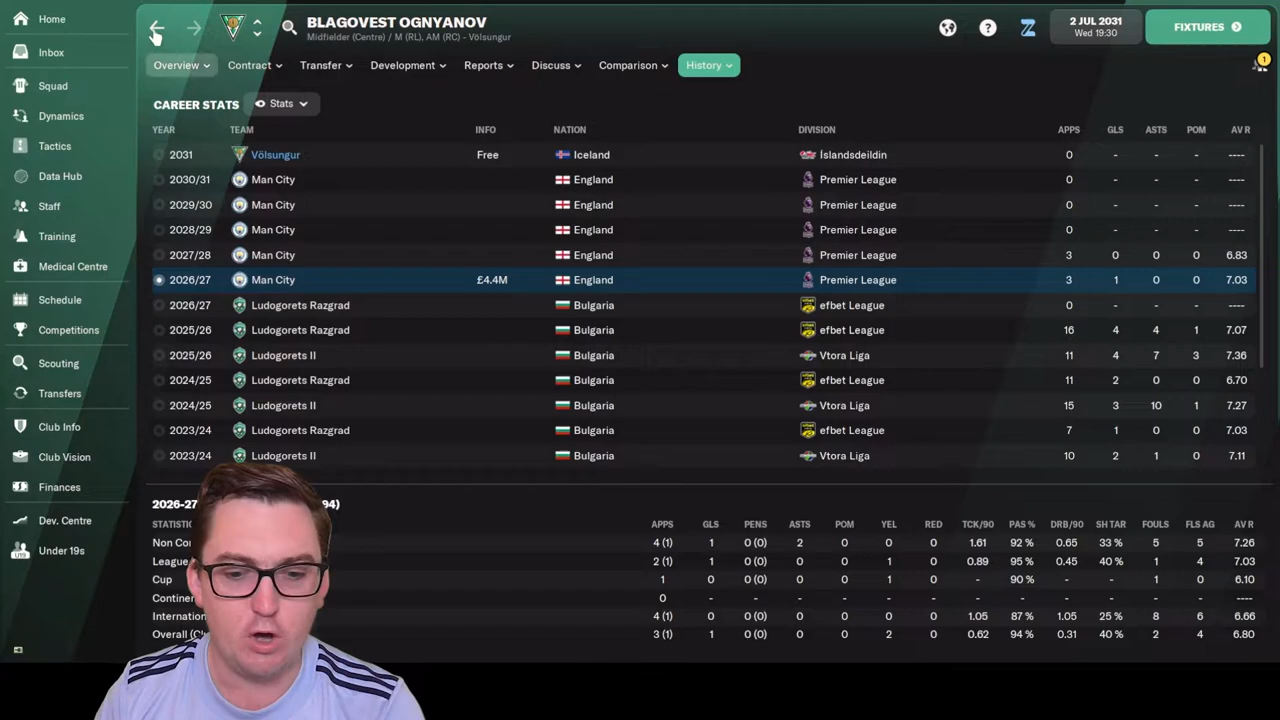 Home
Inbox
Squad
Dynamics
Tactics
Data Hub
Staff
Training
Medical Centre
Schedule
Competitions
Scouting
Transfers
Club Info
Club Vision
Finances
Dev. Centre
Under 19s
BLAGOVEST OGNYANOV
Midfielder (Centre) / M (RL), AM (RC) - Völsungur
2 JUL 2031
Wed 19:30
FIXTURES
Overview Contract Transfer Development Reports Discuss Comparison History
1
CAREER STATS Stats
YEAR TEAM INFO NATION DIVISION APPS GLS ASTS POM AV R
2031 Völsungur Free Iceland Íslandsdeildin 0 - - - ----
2030/31 Man City England Premier League 0 - - - ----
2029/30 Man City England Premier League 0 - - - ----
2028/29 Man City England Premier League 0 - - - ----
2027/28 Man City England Premier League 3 0 0 0 6.83
2026/27 Man City £4.4M England Premier League 3 1 0 0 7.03
2026/27 Ludogorets Razgrad Bulgaria efbet League 0 - - - ----
2025/26 Ludogorets Razgrad Bulgaria efbet League 16 4 4 1 7.07
2025/26 Ludogorets II Bulgaria Vtora Liga 11 4 7 3 7.36
2024/25 Ludogorets Razgrad Bulgaria efbet League 11 2 0 0 6.70
2024/25 Ludogorets II Bulgaria Vtora Liga 15 3 10 1 7.27
2023/24 Ludogorets Razgrad Bulgaria efbet League 7 1 0 0 7.03
2023/24 Ludogorets II Bulgaria Vtora Liga 10 2 1 0 7.11
2026-27 94)
STATIS APPS GLS PENS ASTS POM YEL RED TCK/90 PAS % DRB/90 SH TAR FOULS FLS AG AV R
Non Co 4 (1) 1 0 (0) 2 0 0 0 1.61 92 % 0.65 33 % 5 5 7.26
League 2 (1) 1 0 (0) 0 0 1 0 0.89 95 % 0.45 40 % 1 4 7.03
Cup 1 0 0 (0) 0 0 1 0 - 90 % - - 1 0 6.10
Contine 0 - - - - - - - - - - - - ----
Internatio 4 (1) 0 0 (0) 0 0 0 0 1.05 87 % 1.05 25 % 8 6 6.66
Overall (Cl 3 (1) 1 0 (0) 0 0 2 0 0.62 94 % 0.31 40 % 2 4 6.80